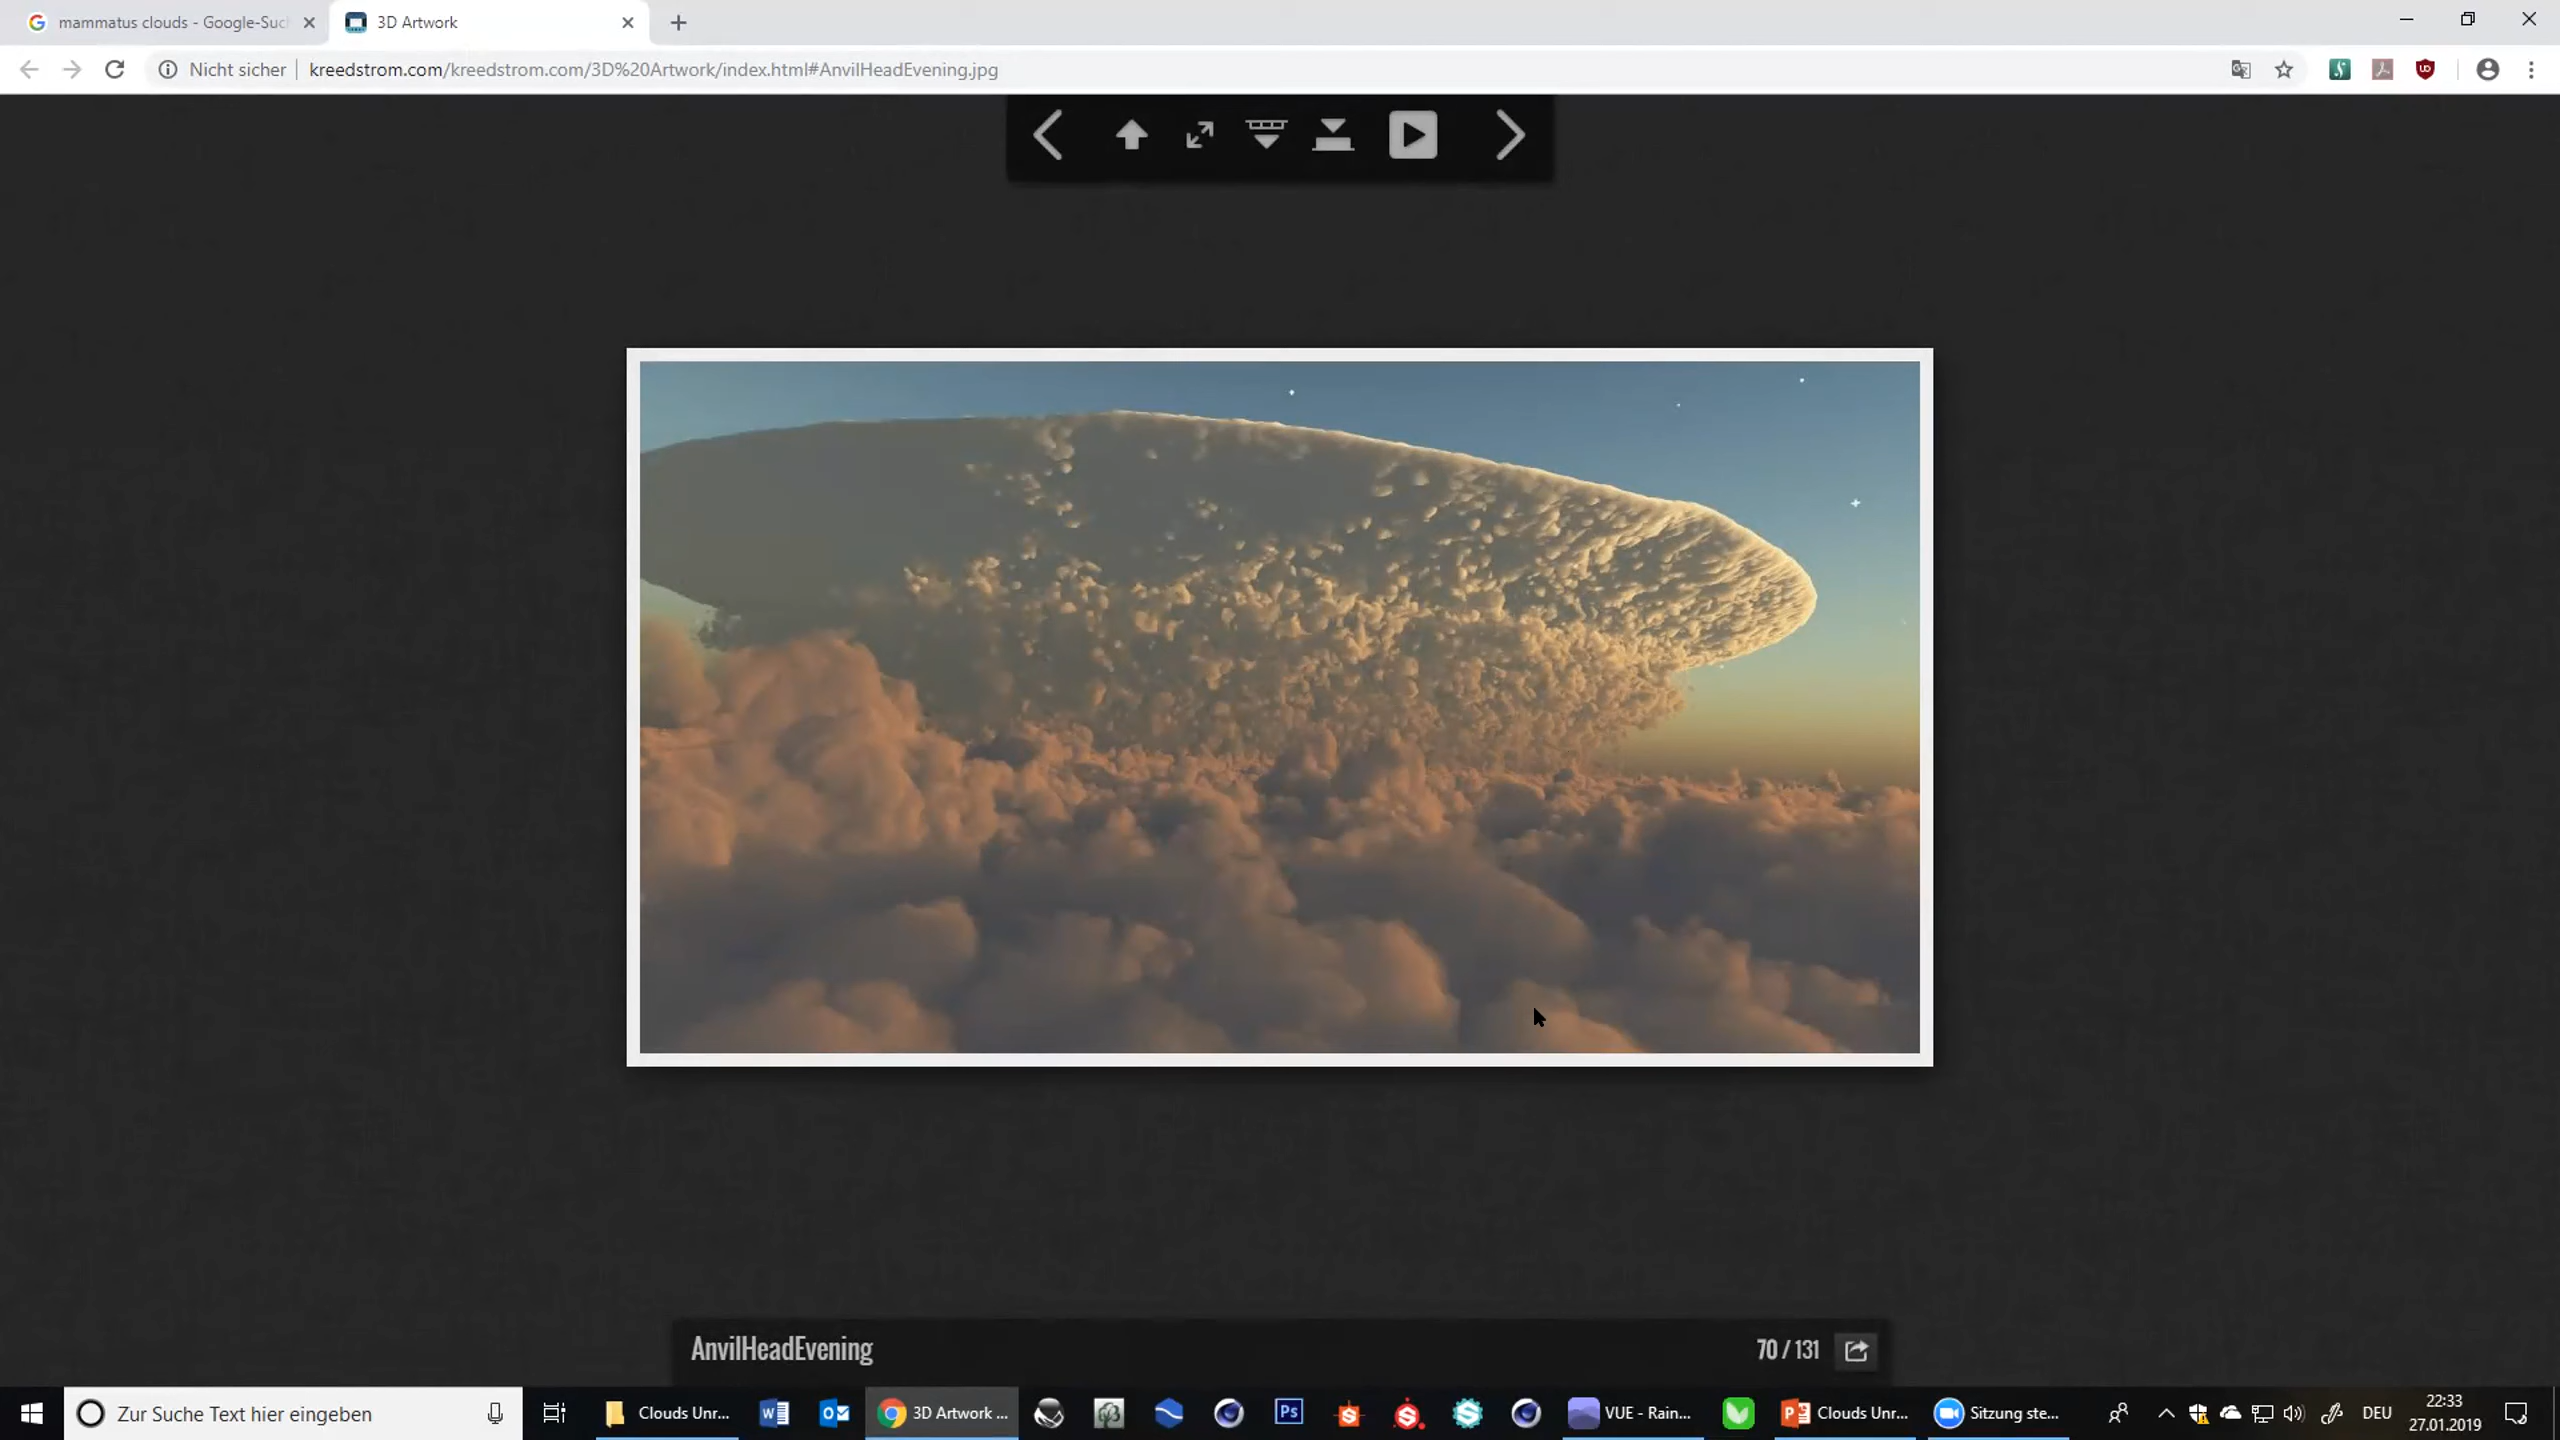 mammatus clouds - Google-Suc
3D Artwork
Nicht sicher
kreedstrom.com/kreedstrom.com/3D%20Artwork/index.html#AnvilHeadEvening.jpg
AnvilHeadEvening
70 / 131
Zur Suche Text hier eingeben
Clouds Unr...
3D Artwork ...
Ps
VUE - Rain...
Clouds Unr...
Sitzung ste...
DEU
22:33
27.01.2019